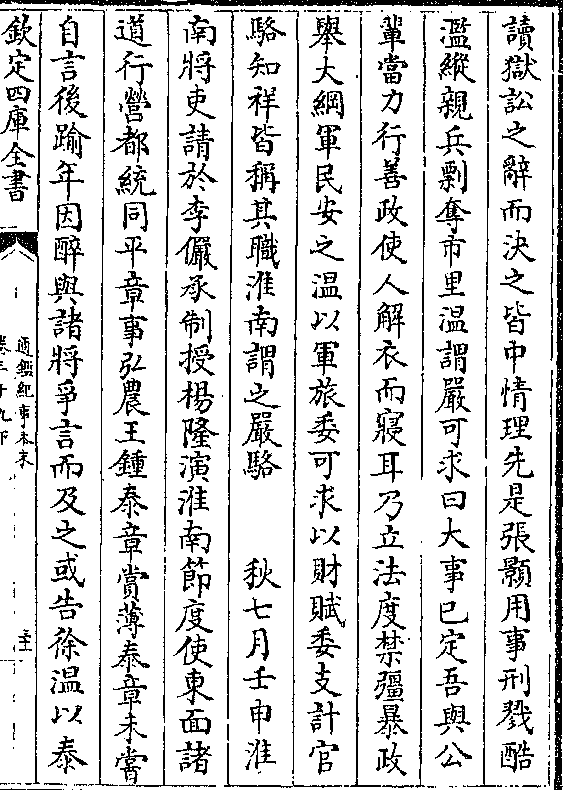 讀獄訟之辭而決之皆中情理先是張顥用事刑戮酷
濫縱親兵剽奪市里溫謂嚴可求曰大事已定吾與公
軰當力行善政使人解衣而寢耳乃立法度禁彊暴政
舉大綱軍民安之溫以軍旅委可求以財賦委支計官
駱知祥皆稱其職淮南謂之嚴駱　　秋七月壬申淮
南將吏請於李儼承制授楊隆演淮南節度使東面諸
道行營都統同平章事弘農王鍾泰章賞薄泰章未嘗
自言後踰年因醉與諸將爭言而及之或告徐溫以泰
欽定四庫全書
通鑑紀事本末
卷三十九下